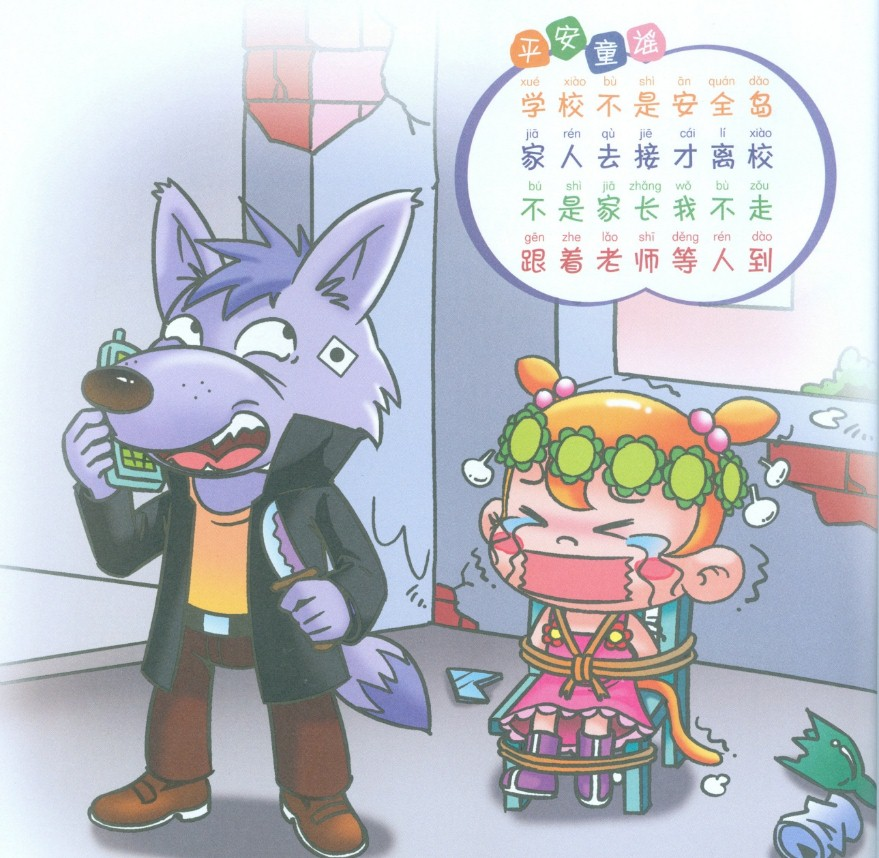 平安童谣
xué xiào bù shì ān quán dǎo
学校不是安全岛
jiā rén qù jiē cái lí xiào
家人去接才离校
bú shì jiā zhǎng wǒ bù zǒu
不是家长我不走
gēn zhe lǎo shī děng rén dào
跟着老师等人到